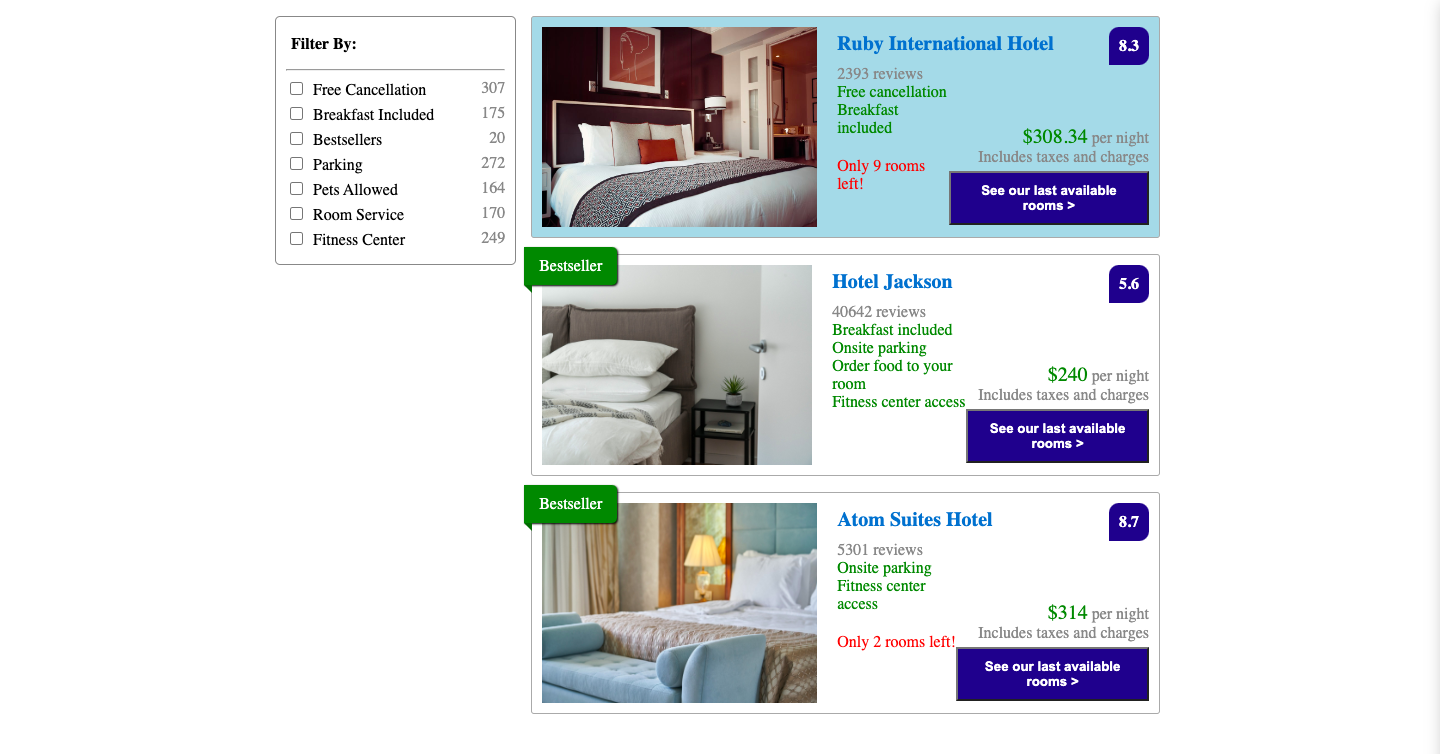 Filter By:
Free Cancellation 307
Breakfast Included 175
Bestsellers 20
Parking 272
Pets Allowed 164
Room Service 170
Fitness Center 249
Ruby International Hotel
8.3
2393 reviews
Free cancellation
Breakfast
included
Only 9 rooms
left!
$308.34 per night
Includes taxes and charges
See our last available
rooms >
Bestseller
Hotel Jackson
5.6
40642 reviews
Breakfast included
Onsite parking
Order food to your
room
Fitness center access
$240 per night
Includes taxes and charges
See our last available
rooms >
Bestseller
Atom Suites Hotel
8.7
5301 reviews
Onsite parking
Fitness center
access
Only 2 rooms left!
$314 per night
Includes taxes and charges
See our last available
rooms >